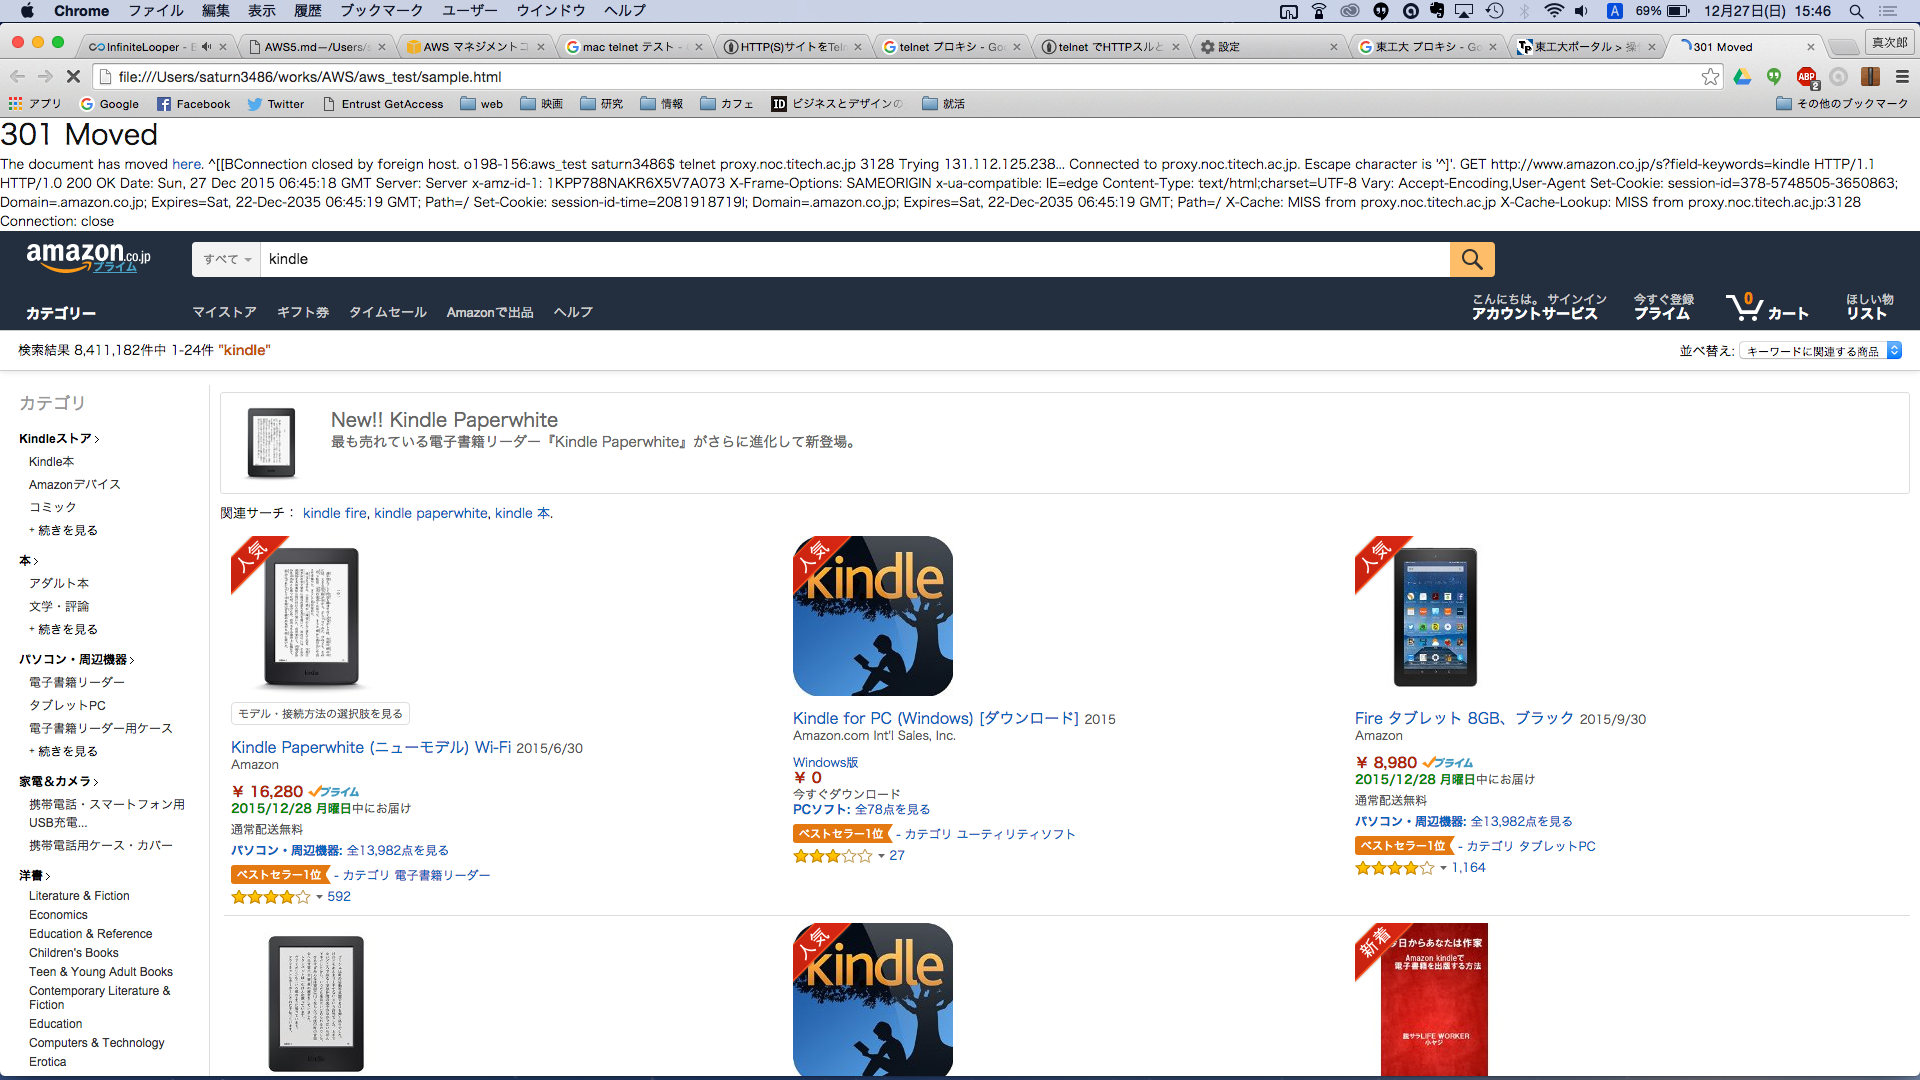 Chrome ファイル 編集 表示 履歴 ブックマーク ユーザー ウインドウ ヘルプ
A 69% 12月27日(日) 15:46
InfiniteLooper - E
AWS5.md—/Users/s
AWS マネジメントコ
mac telnet テスト - G
HTTP(S)サイトをTeln
telnet プロキシ - Goo
telnet でHTTPスルと
設定
東工大 プロキシ - Go
東工大ポータル > 操作
301 Moved
真次郎
file:///Users/saturn3486/works/AWS/aws_test/sample.html
ABP 2
アプリ Google Facebook Twitter Entrust GetAccess web 映画 研究 情報 カフェ ID ビジネスとデザインの 就活 その他のブックマーク
301 Moved
The document has moved here. ^[[BConnection closed by foreign host. o198-156:aws_test saturn3486$ telnet proxy.noc.titech.ac.jp 3128 Trying 131.112.125.238... Connected to proxy.noc.titech.ac.jp. Escape character is '^]'. GET http://www.amazon.co.jp/s?field-keywords=kindle HTTP/1.1
HTTP/1.0 200 OK Date: Sun, 27 Dec 2015 06:45:18 GMT Server: Server x-amz-id-1: 1KPP788NAKR6X5V7A073 X-Frame-Options: SAMEORIGIN x-ua-compatible: IE=edge Content-Type: text/html;charset=UTF-8 Vary: Accept-Encoding,User-Agent Set-Cookie: session-id=378-5748505-3650863;
Domain=.amazon.co.jp; Expires=Sat, 22-Dec-2035 06:45:19 GMT; Path=/ Set-Cookie: session-id-time=2081918719l; Domain=.amazon.co.jp; Expires=Sat, 22-Dec-2035 06:45:19 GMT; Path=/ X-Cache: MISS from proxy.noc.titech.ac.jp X-Cache-Lookup: MISS from proxy.noc.titech.ac.jp:3128
Connection: close
amazon.co.jp
プライム
すべて kindle
カテゴリー
マイストア ギフト券 タイムセール Amazonで出品 ヘルプ
こんにちは。 サインイン
アカウントサービス
今すぐ登録
プライム
0
カート
ほしい物
リスト
検索結果 8,411,182件中 1-24件 "kindle"
並べ替え: キーワードに関連する商品
カテゴリ
Kindleストア ›
Kindle本
Amazonデバイス
コミック
+ 続きを見る
本 ›
アダルト本
文学・評論
+ 続きを見る
パソコン・周辺機器 ›
電子書籍リーダー
タブレットPC
電子書籍リーダー用ケース
+ 続きを見る
家電＆カメラ ›
携帯電話・スマートフォン用
USB充電...
携帯電話用ケース・カバー
洋書 ›
Literature & Fiction
Economics
Education & Reference
Children's Books
Teen & Young Adult Books
Contemporary Literature &
Fiction
Education
Computers & Technology
Erotica
New!! Kindle Paperwhite
最も売れている電子書籍リーダー『Kindle Paperwhite』がさらに進化して新登場。
関連サーチ： kindle fire, kindle paperwhite, kindle 本.
人気
モデル・接続方法の選択肢を見る
Kindle Paperwhite (ニューモデル) Wi-Fi 2015/6/30
Amazon
￥ 16,280 プライム
2015/12/28 月曜日中にお届け
通常配送無料
パソコン・周辺機器: 全13,982点を見る
ベストセラー1位 - カテゴリ 電子書籍リーダー
592
人気
kindle
Kindle for PC (Windows) [ダウンロード] 2015
Amazon.com Int'l Sales, Inc.
Windows版
￥ 0
今すぐダウンロード
PCソフト: 全78点を見る
ベストセラー1位 - カテゴリ ユーティリティソフト
27
人気
Fire タブレット 8GB、ブラック 2015/9/30
Amazon
￥ 8,980 プライム
2015/12/28 月曜日中にお届け
通常配送無料
パソコン・周辺機器: 全13,982点を見る
ベストセラー1位 - カテゴリ タブレットPC
1,164
人気
kindle
新着
今日からあなたは作家
Amazon kindleで
電子書籍を出版する方法
脱サラLIFE WORKER
小ヤジ